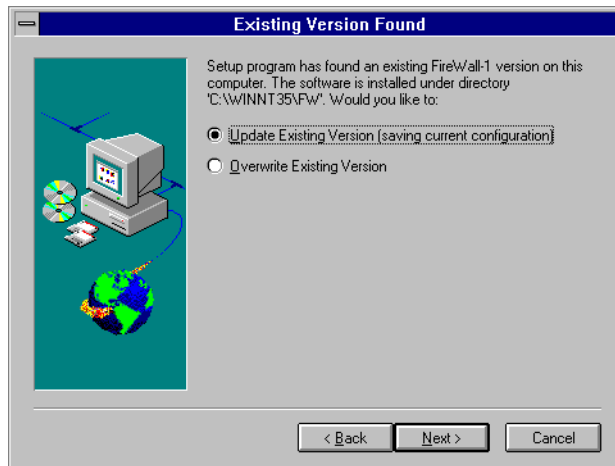 Existing Version Found
Setup program has found an existing FireWall-1 version on this
computer. The software is installed under directory
'C:\WINNT35\FW'. Would you like to:
Update Existing Version (saving current configuration)
Overwrite Existing Version
< Back
Next >
Cancel